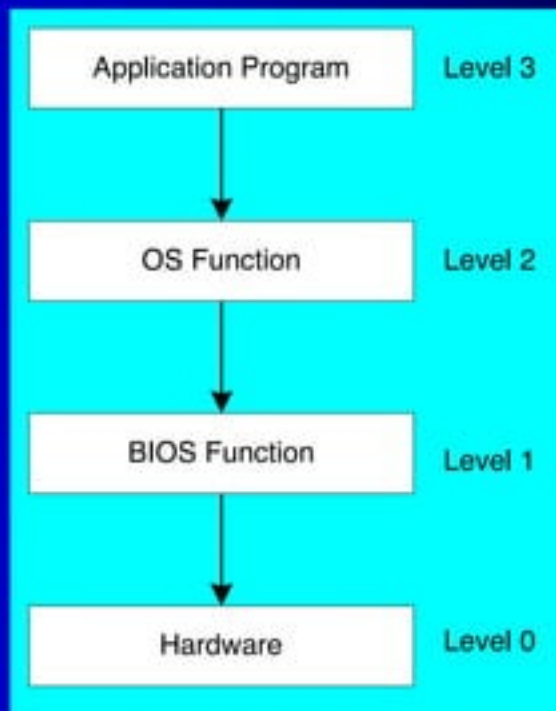 Application Program Level 3
OS Function Level 2
BIOS Function Level 1
Hardware Level 0